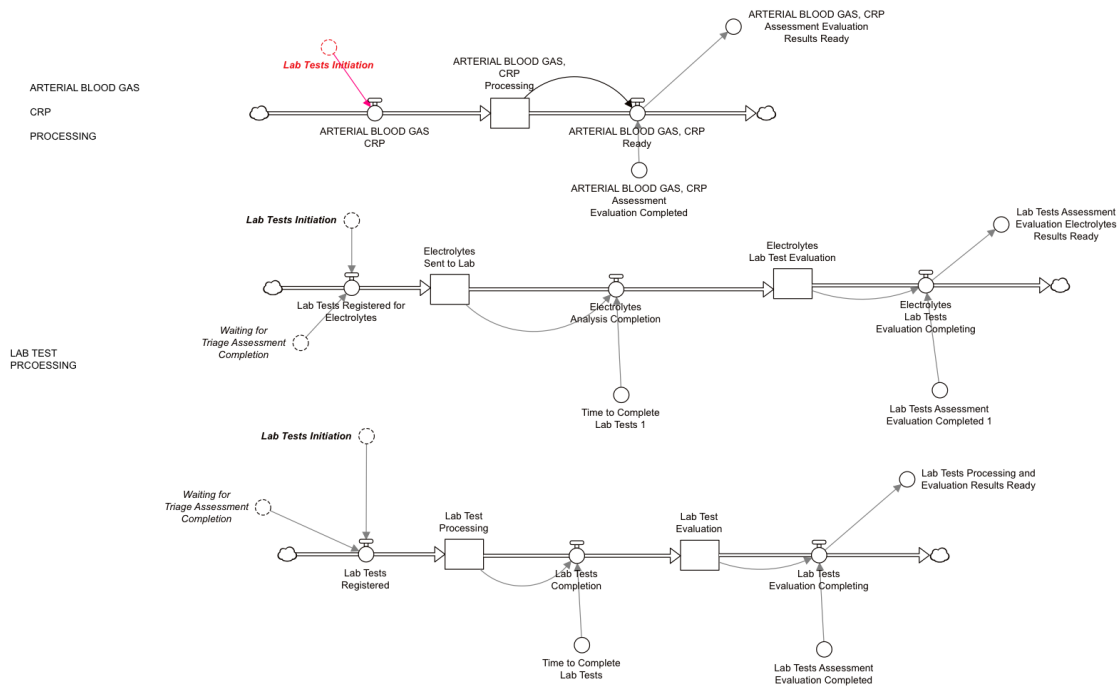 ARTERIAL BLOOD GAS, CRP
Assessment Evaluation
Results Ready
Lab Tests Initiation
ARTERIAL BLOOD GAS,
CRP
Processing
ARTERIAL BLOOD GAS
CRP
PROCESSING
ARTERIAL BLOOD GAS
CRP
ARTERIAL BLOOD GAS, CRP
Ready
ARTERIAL BLOOD GAS, CRP
Assessment
Evaluation Completed
Lab Tests Initiation
Electrolytes
Sent to Lab
Electrolytes
Lab Test Evaluation
Lab Tests Assessment
Evaluation Electrolytes
Results Ready
Lab Tests Registered for
Electrolytes
Electrolytes
Analysis Completion
Electrolytes
Lab Tests
Evaluation Completing
Waiting for
Triage Assessment
Completion
LAB TEST
PRCOESSING
Time to Complete
Lab Tests 1
Lab Tests Assessment
Evaluation Completed 1
Lab Tests Initiation
Waiting for
Triage Assessment
Completion
Lab Test
Processing
Lab Test
Evaluation
Lab Tests Processing and
Evaluation Results Ready
Lab Tests
Registered
Lab Tests
Completion
Lab Tests
Evaluation Completing
Time to Complete
Lab Tests
Lab Tests Assessment
Evaluation Completed